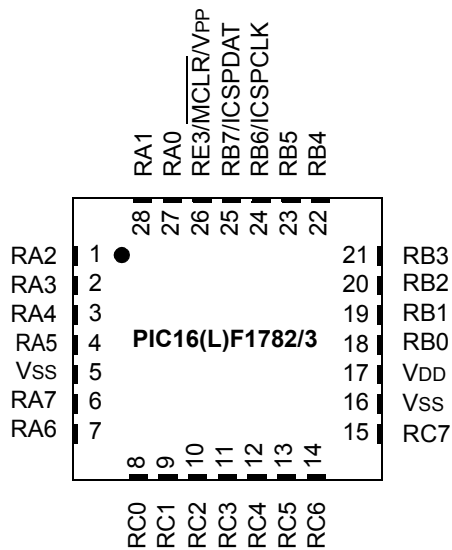 RA1
RA0
RE3/MCLR/VPP
RB7/ICSPDAT
RB6/ICSPCLK
RB5
RB4
28
27
26
25
24
23
22
RA2 1 21 RB3
RA3 2 20 RB2
RA4 3 19 RB1
RA5 4 PIC16(L)F1782/3 18 RB0
VSS 5 17 VDD
RA7 6 16 VSS
RA6 7 15 RC7
8
9
10
11
12
13
14
RC0
RC1
RC2
RC3
RC4
RC5
RC6